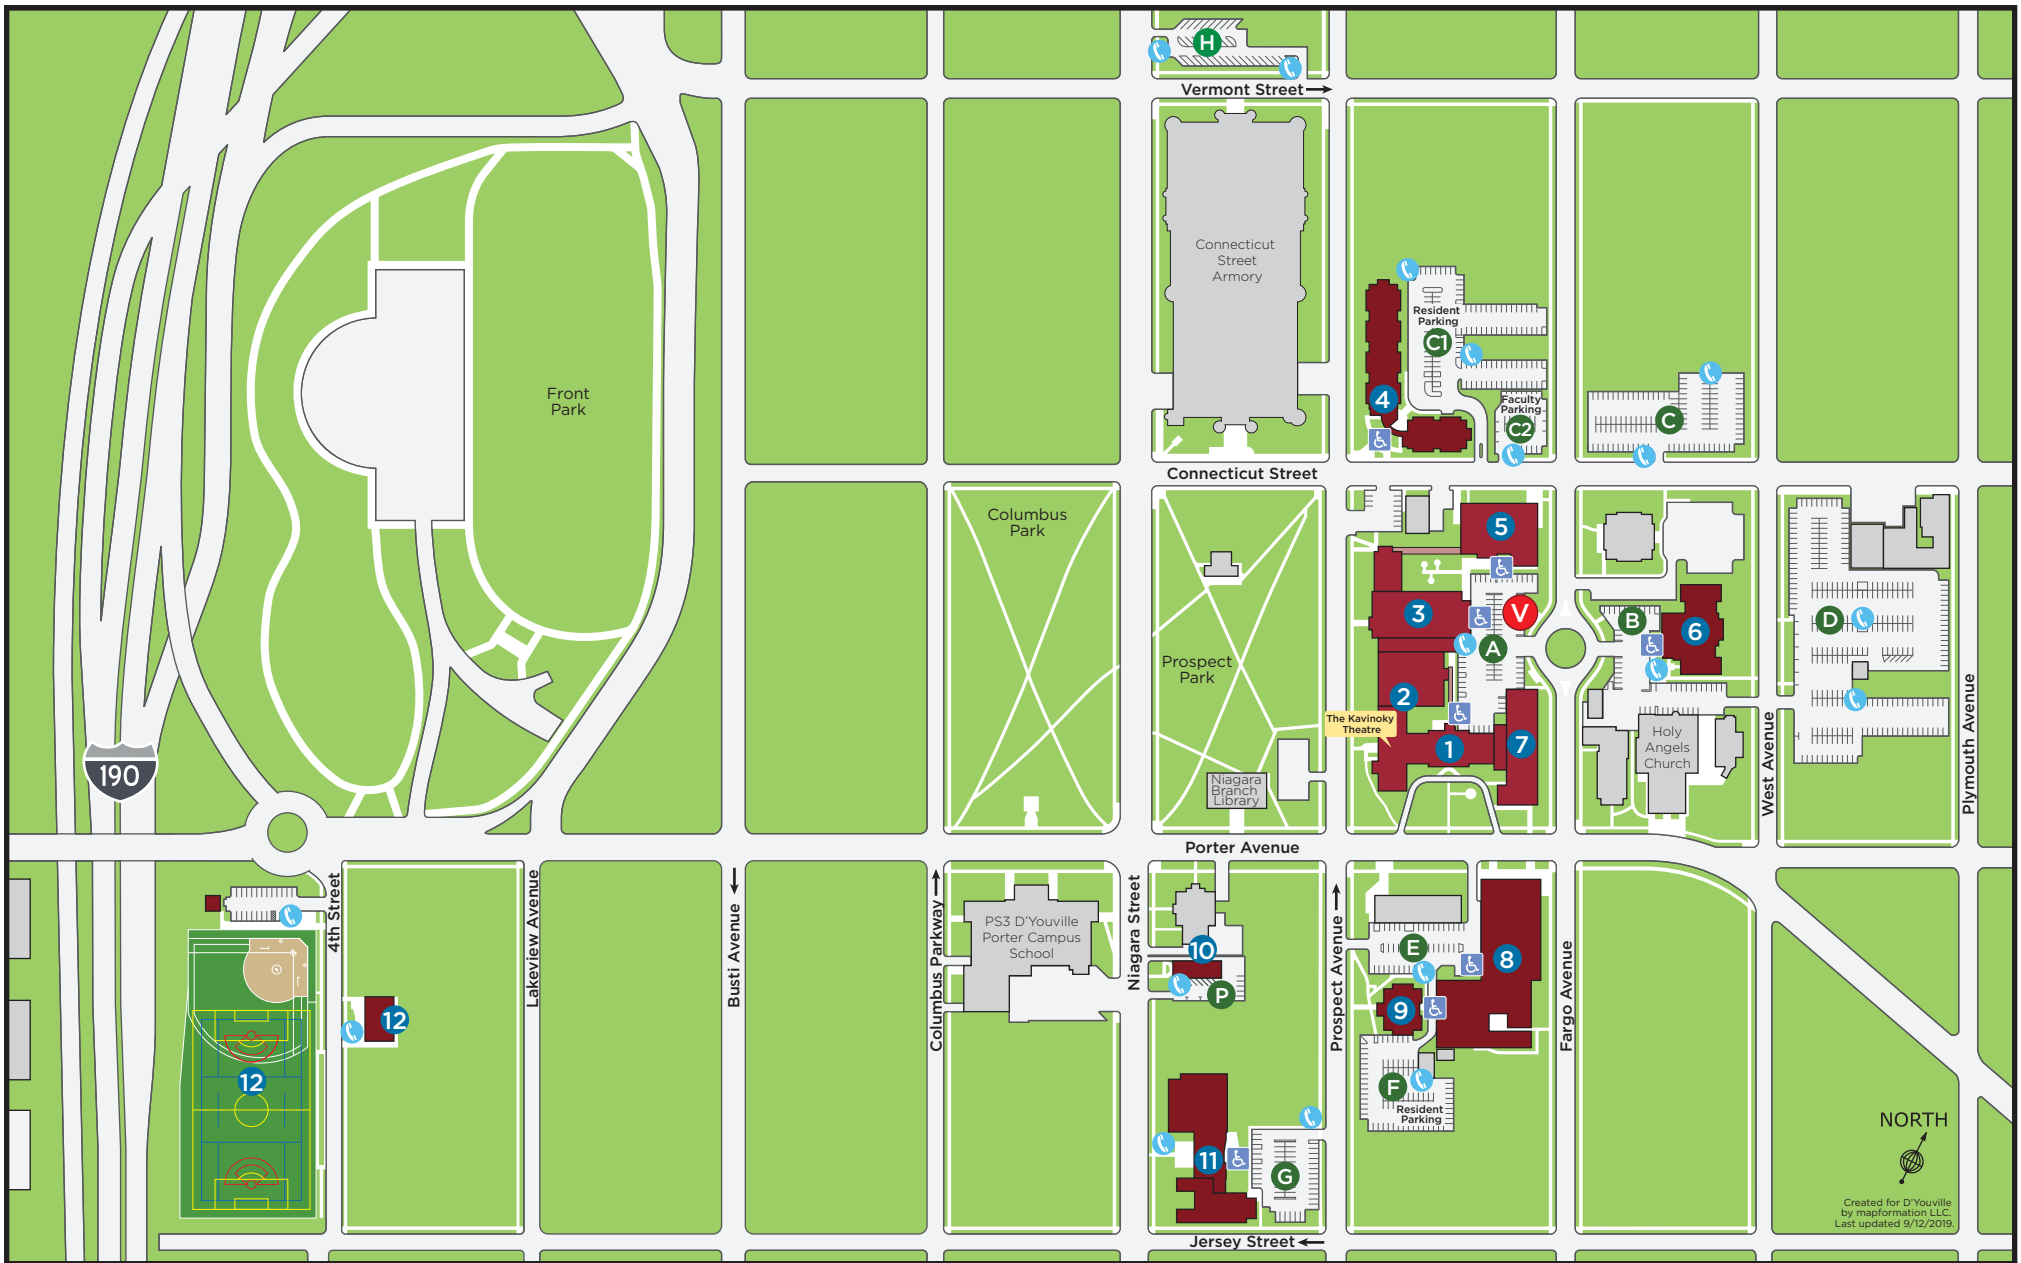 H
Vermont Street
Connecticut
Street
Armory
Resident
Parking
C1
Front
Park
4
Faculty
Parking
C2
C
Connecticut Street
Columbus
Park
5
3
V
B
6
D
A
Prospect
Park
2
The Kavinoky
Theatre
1
7
Holy
Angels
Church
West Avenue
Plymouth Avenue
190
Niagara
Branch
Library
Porter Avenue
4th Street
Lakeview Avenue
Busti Avenue
Columbus Parkway
PS3 D'Youville
Porter Campus
School
Niagara Street
10
P
Prospect Avenue
E
8
9
Fargo Avenue
12
12
F
Resident
Parking
11
G
NORTH
Created for D'Youville
by mapformation LLC.
Last updated 9/12/2019.
Jersey Street